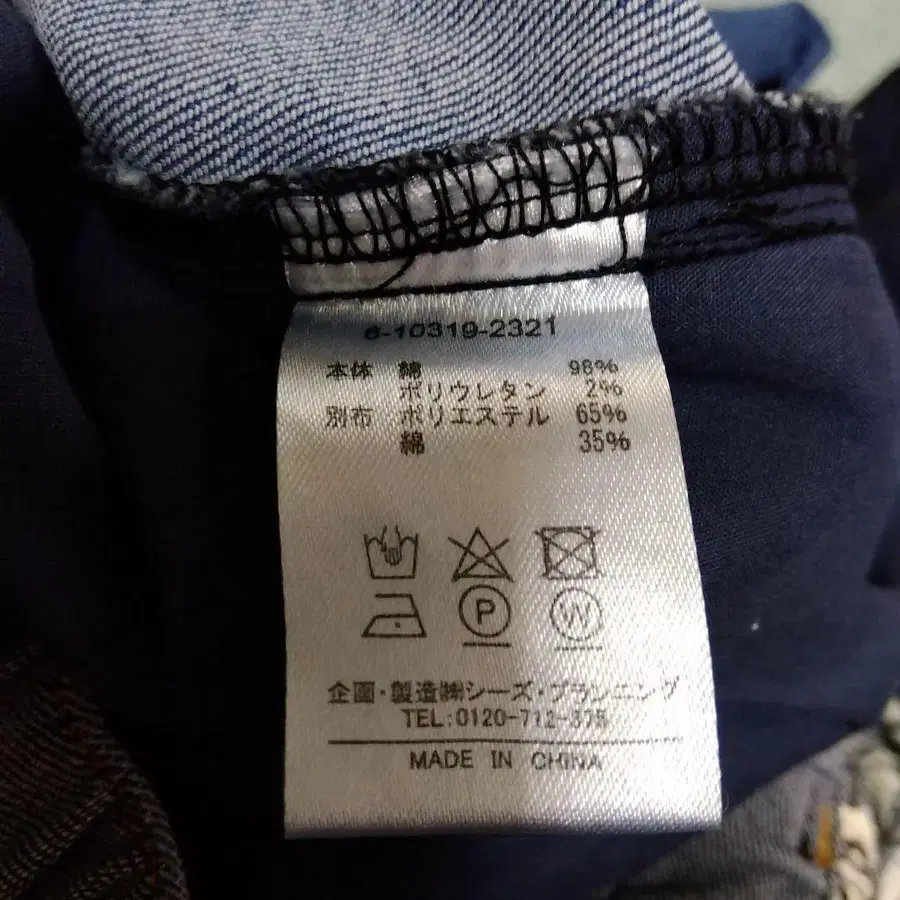 6-10319-2321
本体 綿 98%
ポリウレタン 2%
別布 ポリエステル 65%
綿 35%
P W
企画・製造㈱シーズ・プランニング
TEL:0120-712-375
MADE IN CHINA